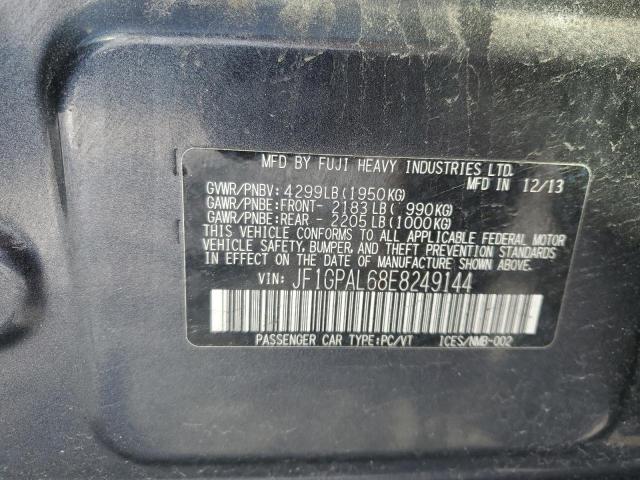 MFD BY FUJI HEAVY INDUSTRIES LTD.
MFD IN 12/13
GVWR/PNBV: 4299LB(1950KG)
GAWR/PNBE:FRONT- 2183LB( 990KG)
GAWR/PNBE:REAR - 2205LB(1000KG)
THIS VEHICLE CONFORMS TO ALL APPLICABLE FEDERAL MOTOR
VEHICLE SAFETY, BUMPER, AND THEFT PREVENTION STANDARDS
IN EFFECT ON THE DATE OF MANUFACTURE SHOWN ABOVE.
VIN: JF1GPAL68E8249144
PASSENGER CAR TYPE:PC/VT ICES/NMB-002